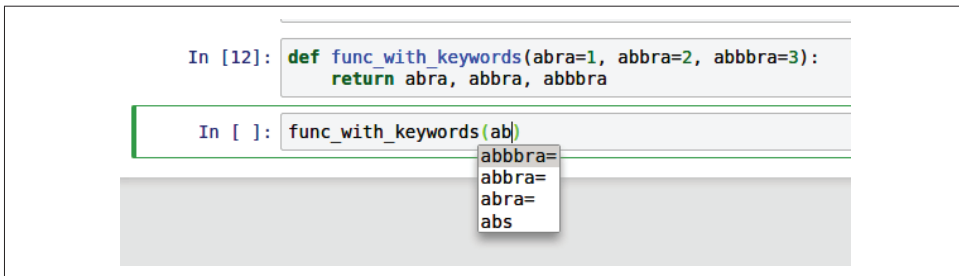 In [12]: def func_with_keywords(abra=1, abbra=2, abbbra=3):
return abra, abbra, abbbra
In [ ]: func_with_keywords(ab)
abbbra=
abbra=
abra=
abs